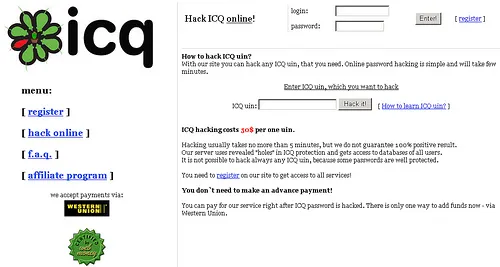 icq
Hack ICQ online!
login:
password:
Enter!
[ register ]
menu:
[ register ]
[ hack online ]
[ f.a.q. ]
[ affiliate program ]
we accept payments via:
WESTERN
UNION
How to hack ICQ uin?
With our site you can hack any ICQ uin, that you need. Online password hacking is simple and will take few
minutes.
Enter ICQ uin, which you want to hack
ICQ uin: Hack it! [ How to learn ICQ uin? ]
ICQ hacking costs 30$ per one uin.
Hacking usually takes no more than 5 minutes, but we do not guarantee 100% positive result.
Our server uses revealed "holes" in ICQ protection and gets access to databases of all users.
It is not possible to hack always any ICQ uin, because some passwords are well protected.
You need to register on our site to get access to all services!
You don`t need to make an advance payment!
You can pay for our service right after ICQ password is hacked. There is only one way to add funds now - via
Western Union.